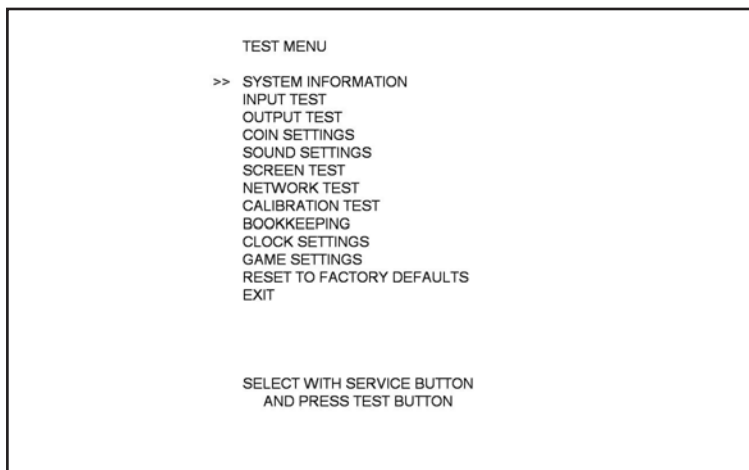 TEST MENU
>> SYSTEM INFORMATION
INPUT TEST
OUTPUT TEST
COIN SETTINGS
SOUND SETTINGS
SCREEN TEST
NETWORK TEST
CALIBRATION TEST
BOOKKEEPING
CLOCK SETTINGS
GAME SETTINGS
RESET TO FACTORY DEFAULTS
EXIT
SELECT WITH SERVICE BUTTON
AND PRESS TEST BUTTON